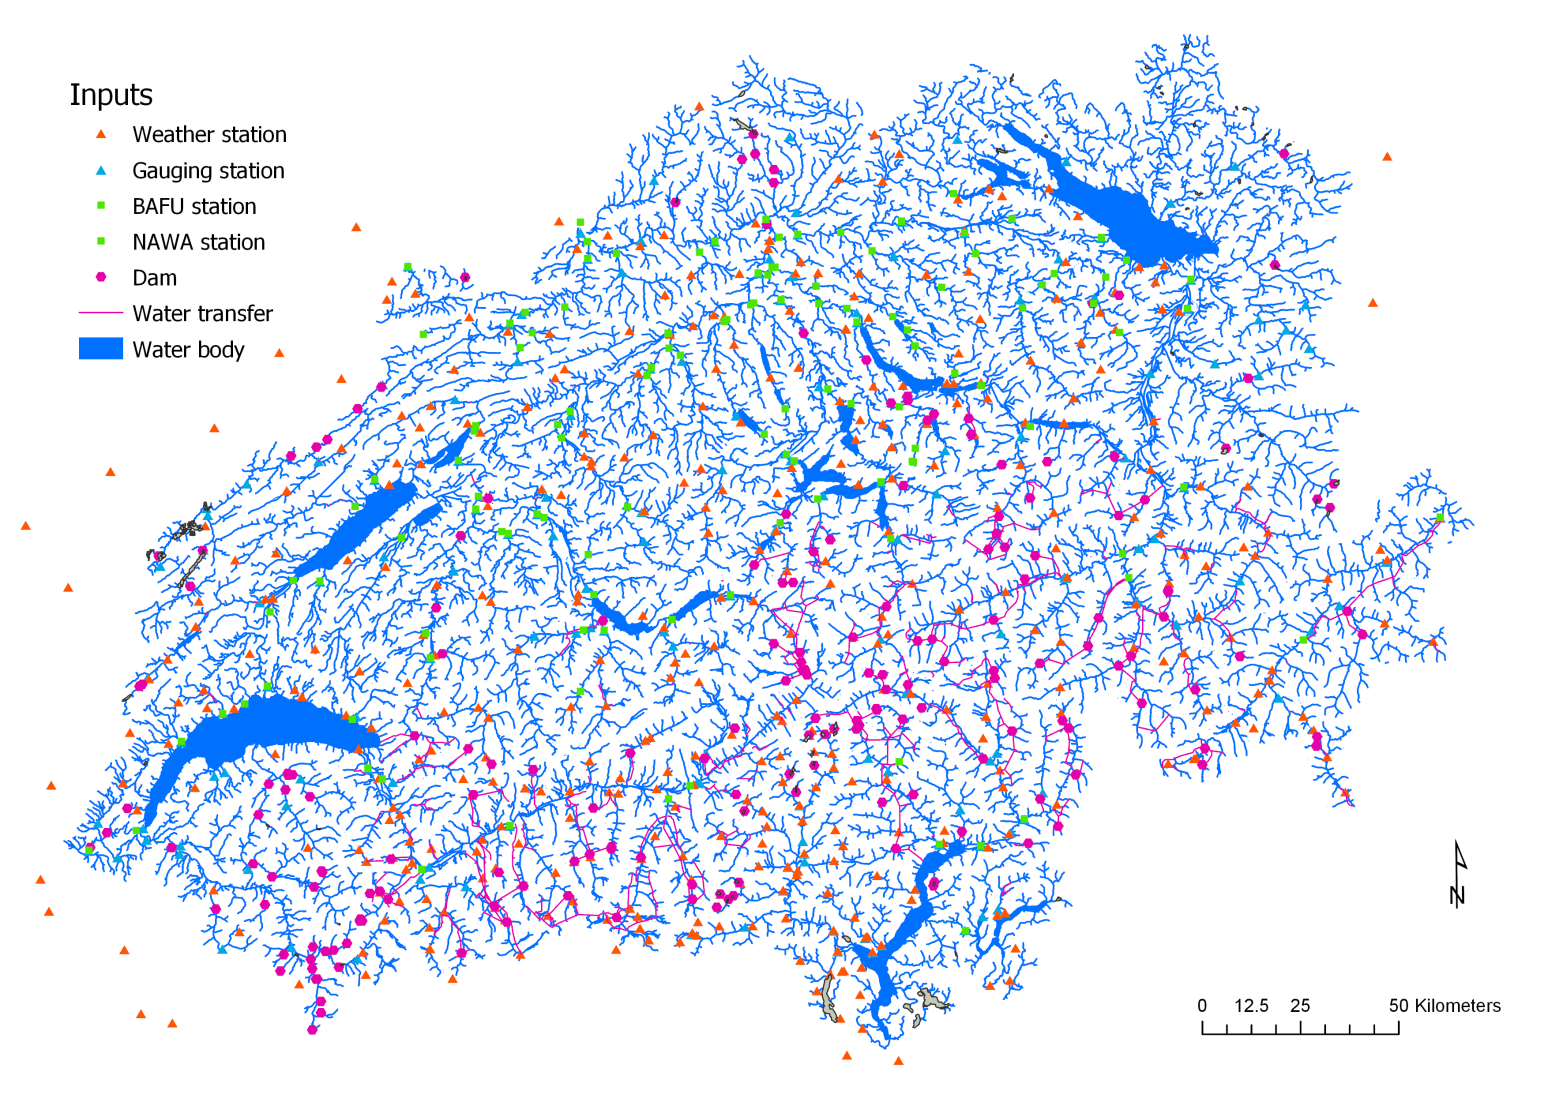 Inputs
Weather station
Gauging station
BAFU station
NAWA station
Dam
Water transfer
Water body
0 12.5 25 50 Kilometers
N